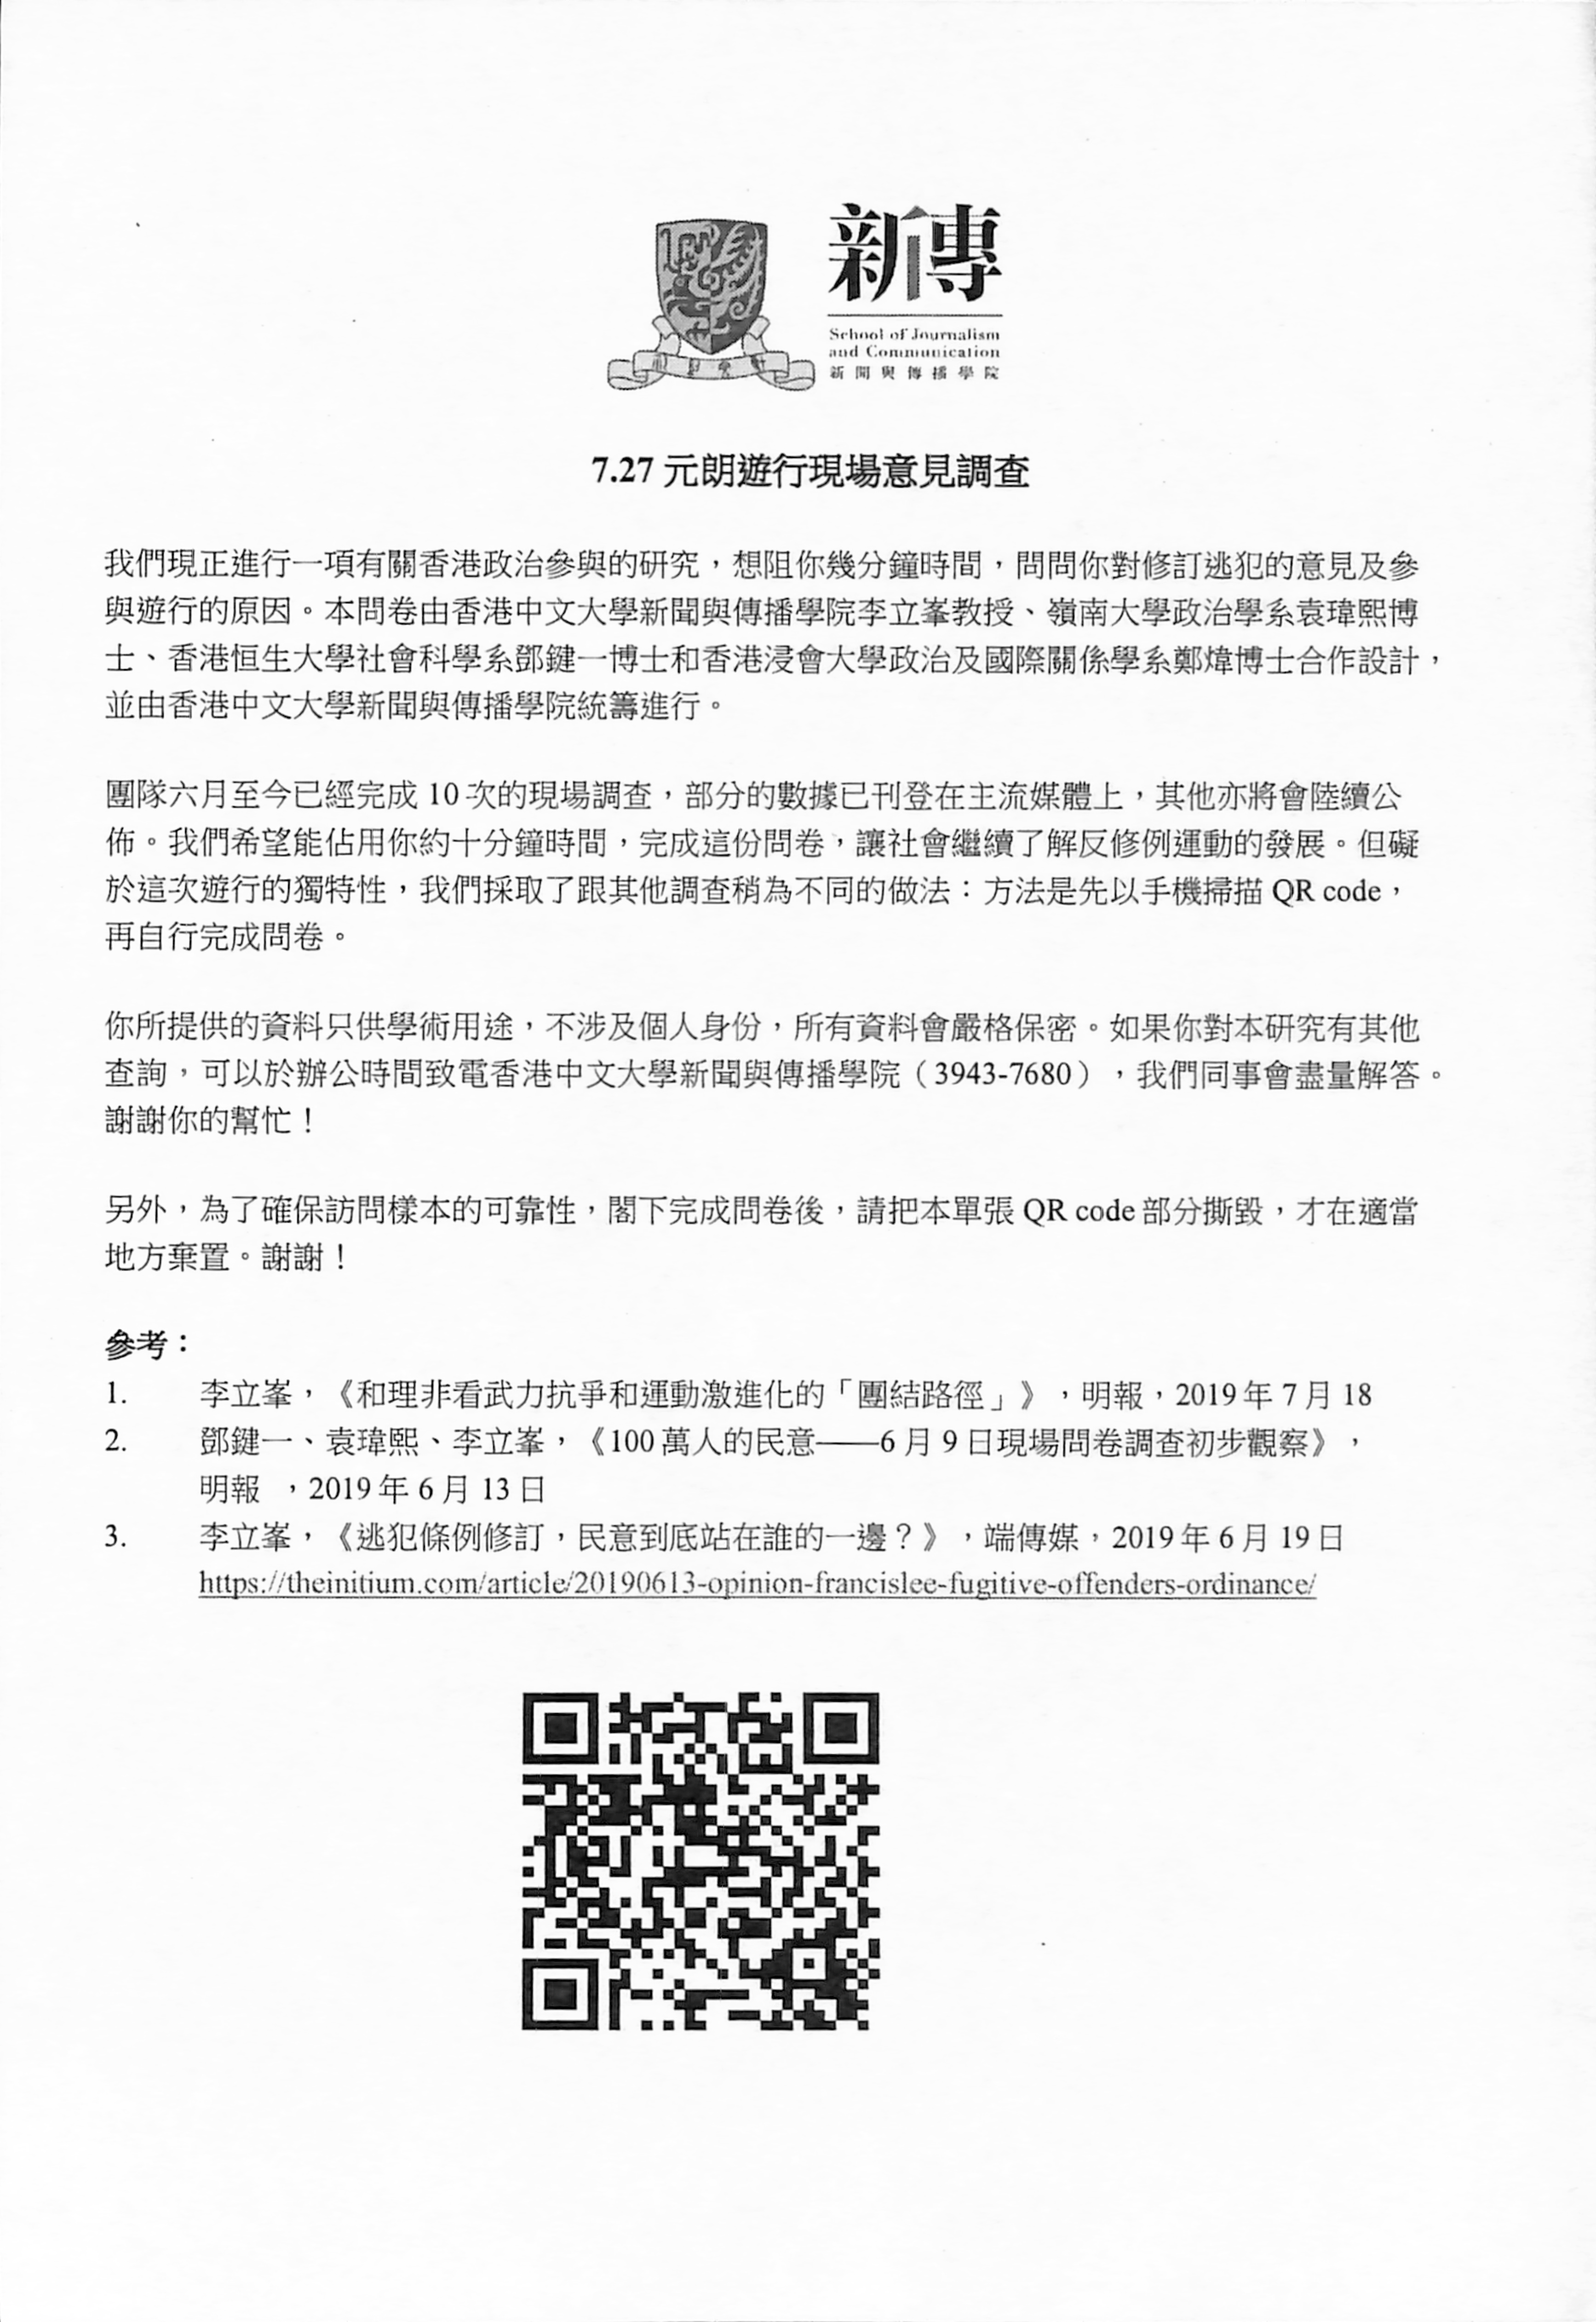 新傳
School of Journalism
and Communication
新聞與傳播學院
7.27 元朗遊行現場意見調查
我們現正進行一項有關香港政治參與的研究，想阻你幾分鐘時間，問問你對修訂逃犯的意見及參
與遊行的原因。本問卷由香港中文大學新聞與傳播學院李立峯教授、嶺南大學政治學系袁瑋熙博
士、香港恒生大學社會科學系鄧鍵一博士和香港浸會大學政治及國際關係學系鄭煒博士合作設計，
並由香港中文大學新聞與傳播學院統籌進行。
團隊六月至今已經完成 10 次的現場調查，部分的數據已刊登在主流媒體上，其他亦將會陸續公
佈。我們希望能佔用你約十分鐘時間，完成這份問卷，讓社會繼續了解反修例運動的發展。但礙
於這次遊行的獨特性，我們採取了跟其他調查稍為不同的做法：方法是先以手機掃描 QR code，
再自行完成問卷。
你所提供的資料只供學術用途，不涉及個人身份，所有資料會嚴格保密。如果你對本研究有其他
查詢，可以於辦公時間致電香港中文大學新聞與傳播學院（3943-7680），我們同事會盡量解答。
謝謝你的幫忙！
另外，為了確保訪問樣本的可靠性，閣下完成問卷後，請把本單張 QR code 部分撕毀，才在適當
地方棄置。謝謝！
參考：
1. 李立峯，《和理非看武力抗爭和運動激進化的「團結路徑」》，明報，2019 年 7 月 18
2. 鄧鍵一、袁瑋熙、李立峯，《100 萬人的民意——6 月 9 日現場問卷調查初步觀察》，
明報 ，2019 年 6 月 13 日
3. 李立峯，《逃犯條例修訂，民意到底站在誰的一邊？》，端傳媒，2019 年 6 月 19 日
https://theinitium.com/article/20190613-opinion-francislee-fugitive-offenders-ordinance/